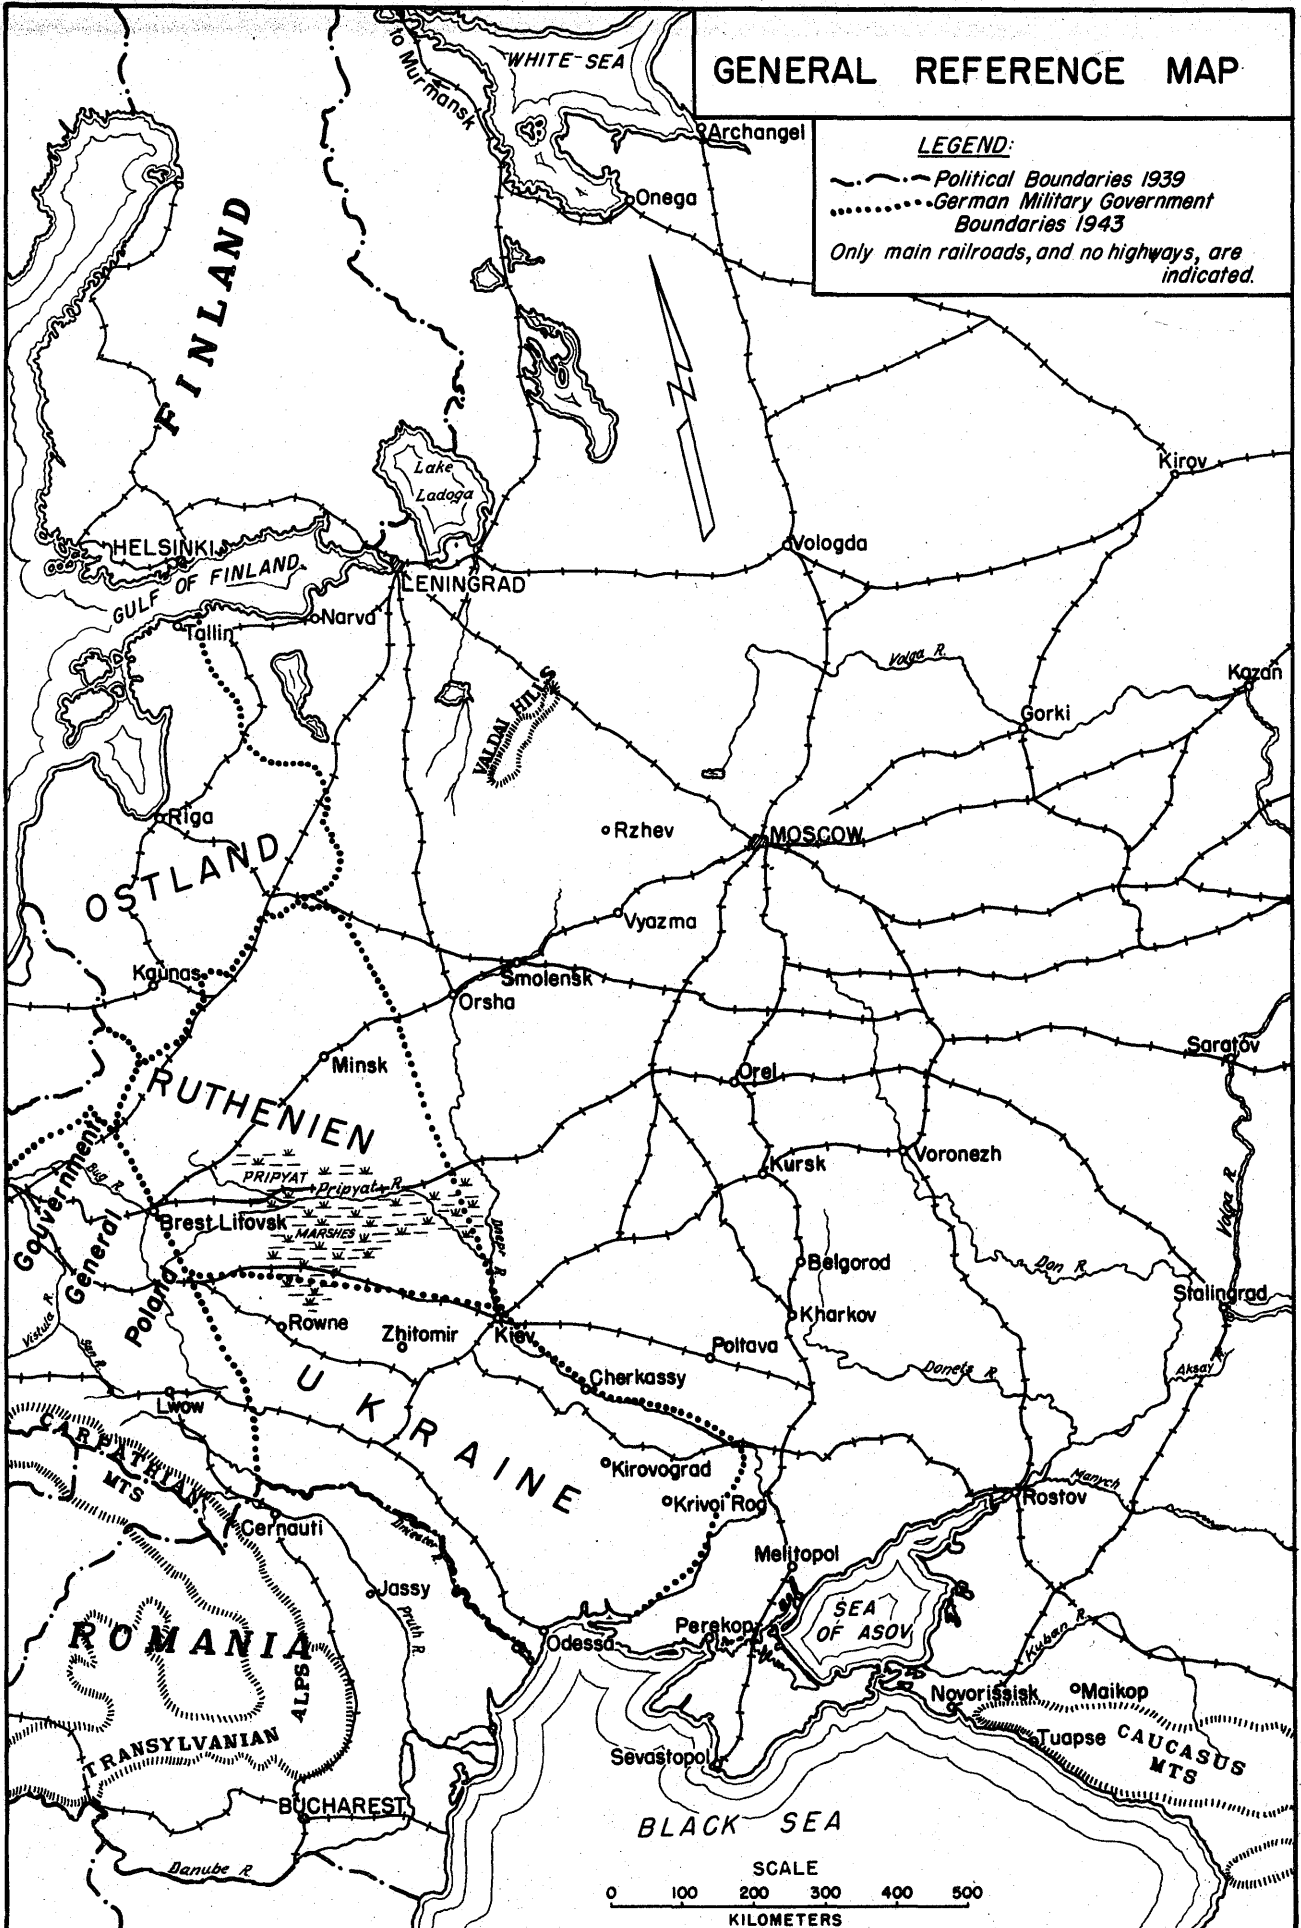 GENERAL REFERENCE MAP
LEGEND:
Political Boundaries 1939
German Military Government
Boundaries 1943
Only main railroads, and no highways, are
indicated.
to Murmansk
WHITE SEA
Archangel
Onega
FINLAND
Lake
Ladoga
Kirov
Vologda
HELSINKI
GULF OF FINLAND
LENINGRAD
Narva
Tallin
Volga R.
Kazan
Gorki
VALDAI HILLS
Riga
Rzhev
MOSCOW
OSTLAND
Vyazma
Kaunas
Smolensk
Orsha
Saratov
Minsk
Orel
RUTHENIEN
Voronezh
Kursk
PRIPYAT
Pripyat R.
MARSHES
Bug R.
Brest Litovsk
Dnepr R.
Volga R.
Gouvernment
General
Poland
Belgorod
Don R.
Stalingrad
Vistula R.
San R.
Rowne
Zhitomir
Kiev
Kharkov
Poltava
Donets R.
Aksay R.
Cherkassy
Lwow
UKRAINE
CARPATHIAN
MTS
Kirovograd
Krivoi Rog
Manych
Rostov
Cernauti
Dniester R.
Melitopol
Jassy
Pruth R.
SEA
OF ASOV
Perekop
Odessa
Kuban R.
ROMANIA
Novorissisk
Maikop
Tuapse
CAUCASUS
MTS
TRANSYLVANIAN
ALPS
Sevastopol
BUCHAREST
BLACK SEA
Danube R.
SCALE
0 100 200 300 400 500
KILOMETERS